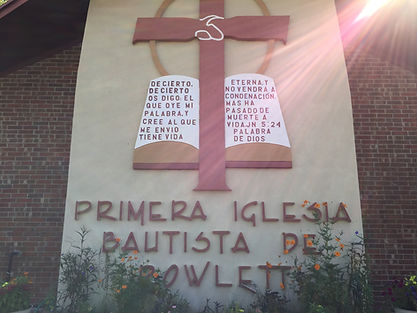 DE CIERTO,
DE CIERTO
OS DIGO: EL
QUE OYE MI
PALABRA, Y
CREE AL QUE
ME ENVIO
TIENE VIDA
ETERNA, Y
NO VENDRA A
CONDENACION,
MAS HA
PASADO DE
MUERTE A
VIDA JN 5:24
PALABRA
DE DIOS
PRIMERA IGLESIA
BAUTISTA DE
ROWLETT